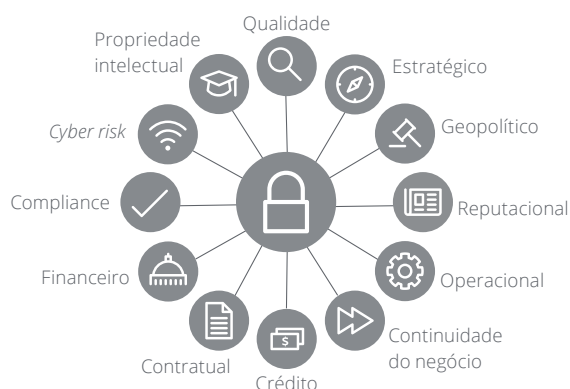 Qualidade
Estratégico
Geopolítico
Reputacional
Operacional
Continuidade
do negócio
Crédito
$
Contratual
Financeiro
Compliance
Cyber risk
Propriedade
intelectual